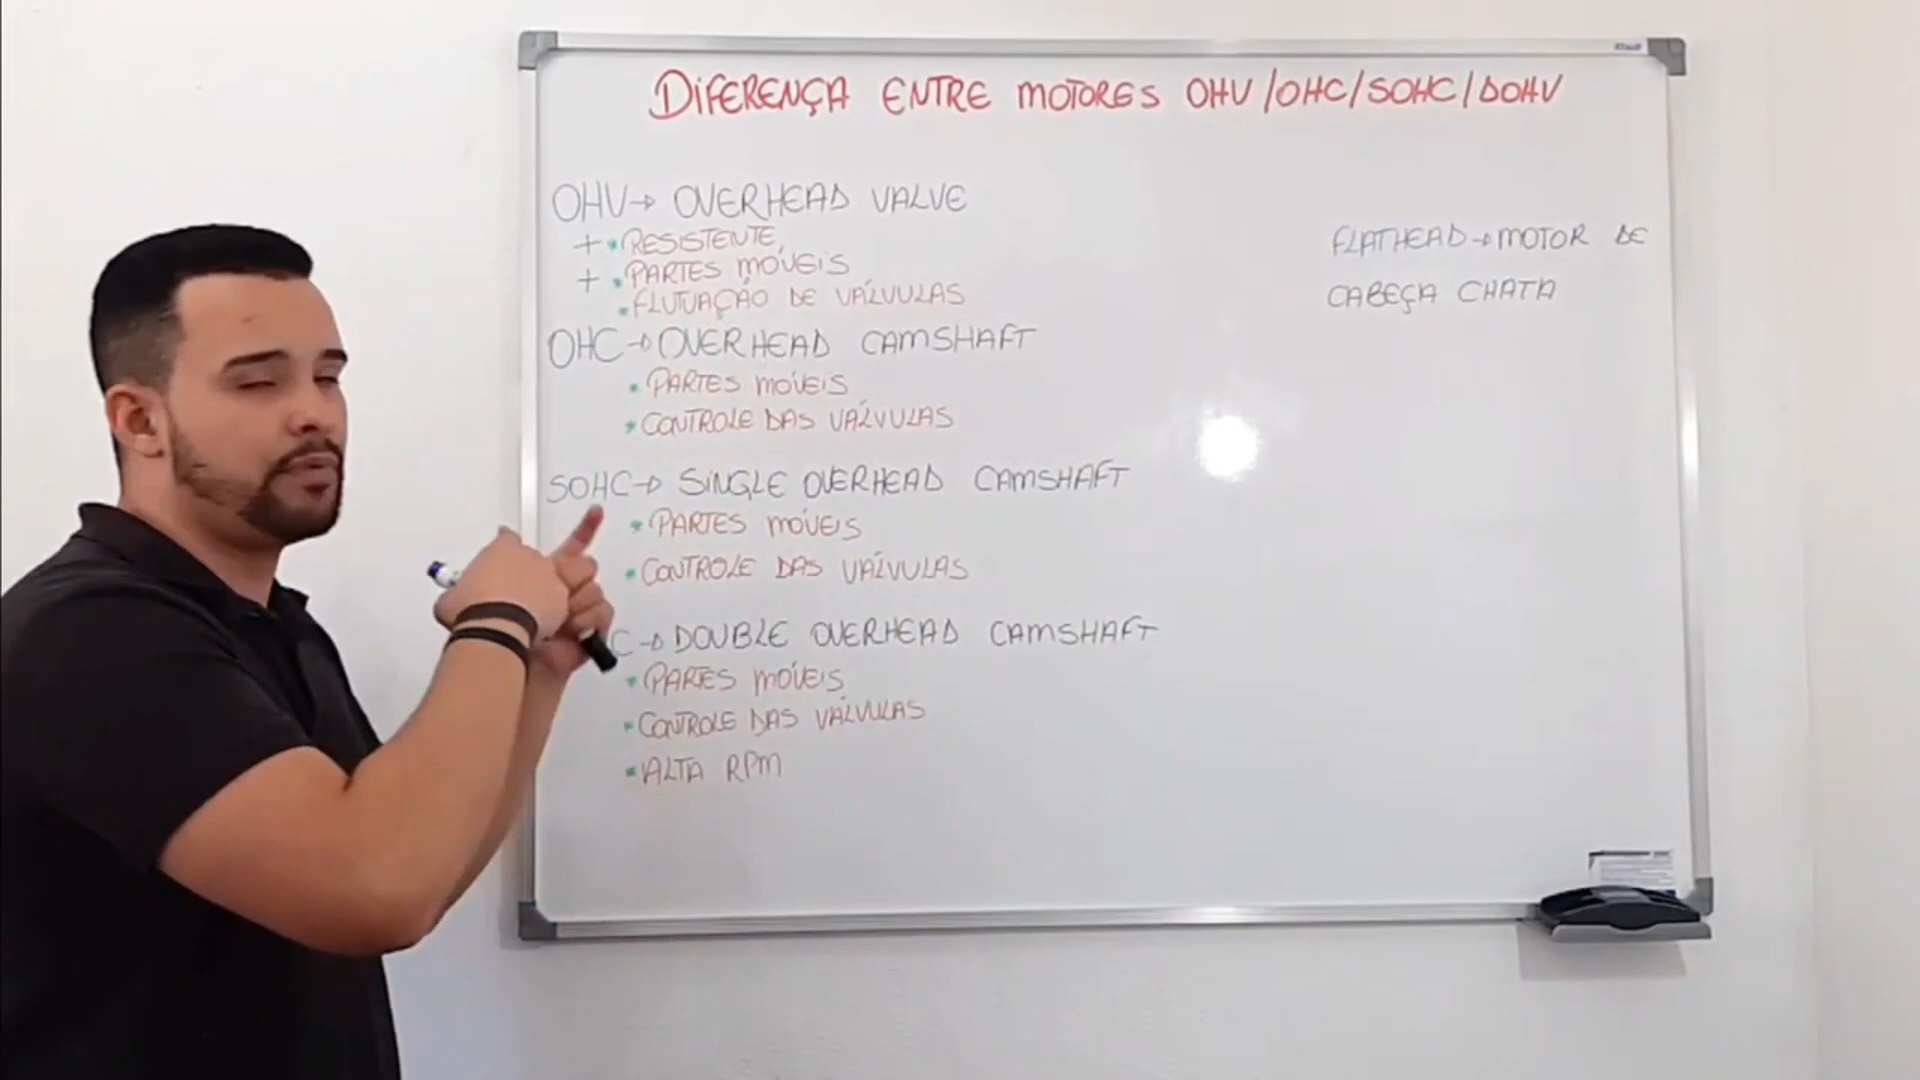 DIFERENÇA ENTRE MOTORES OHV/OHC/SOHC/DOHV
OHV→ OVERHEAD VALVE
+ • RESISTENTE
+ • PARTES MÓVEIS
• FLUTUAÇÃO DE VÁLVULAS
OHC→ OVERHEAD CAMSHAFT
• PARTES MÓVEIS
• CONTROLE DAS VÁLVULAS
SOHC→ SINGLE OVERHEAD CAMSHAFT
• PARTES MÓVEIS
• CONTROLE DAS VÁLVULAS
C→ DOUBLE OVERHEAD CAMSHAFT
• PARTES MÓVEIS
• CONTROLE DAS VÁLVULAS
• ALTA RPM
FLATHEAD→ MOTOR DE
CABEÇA CHATA